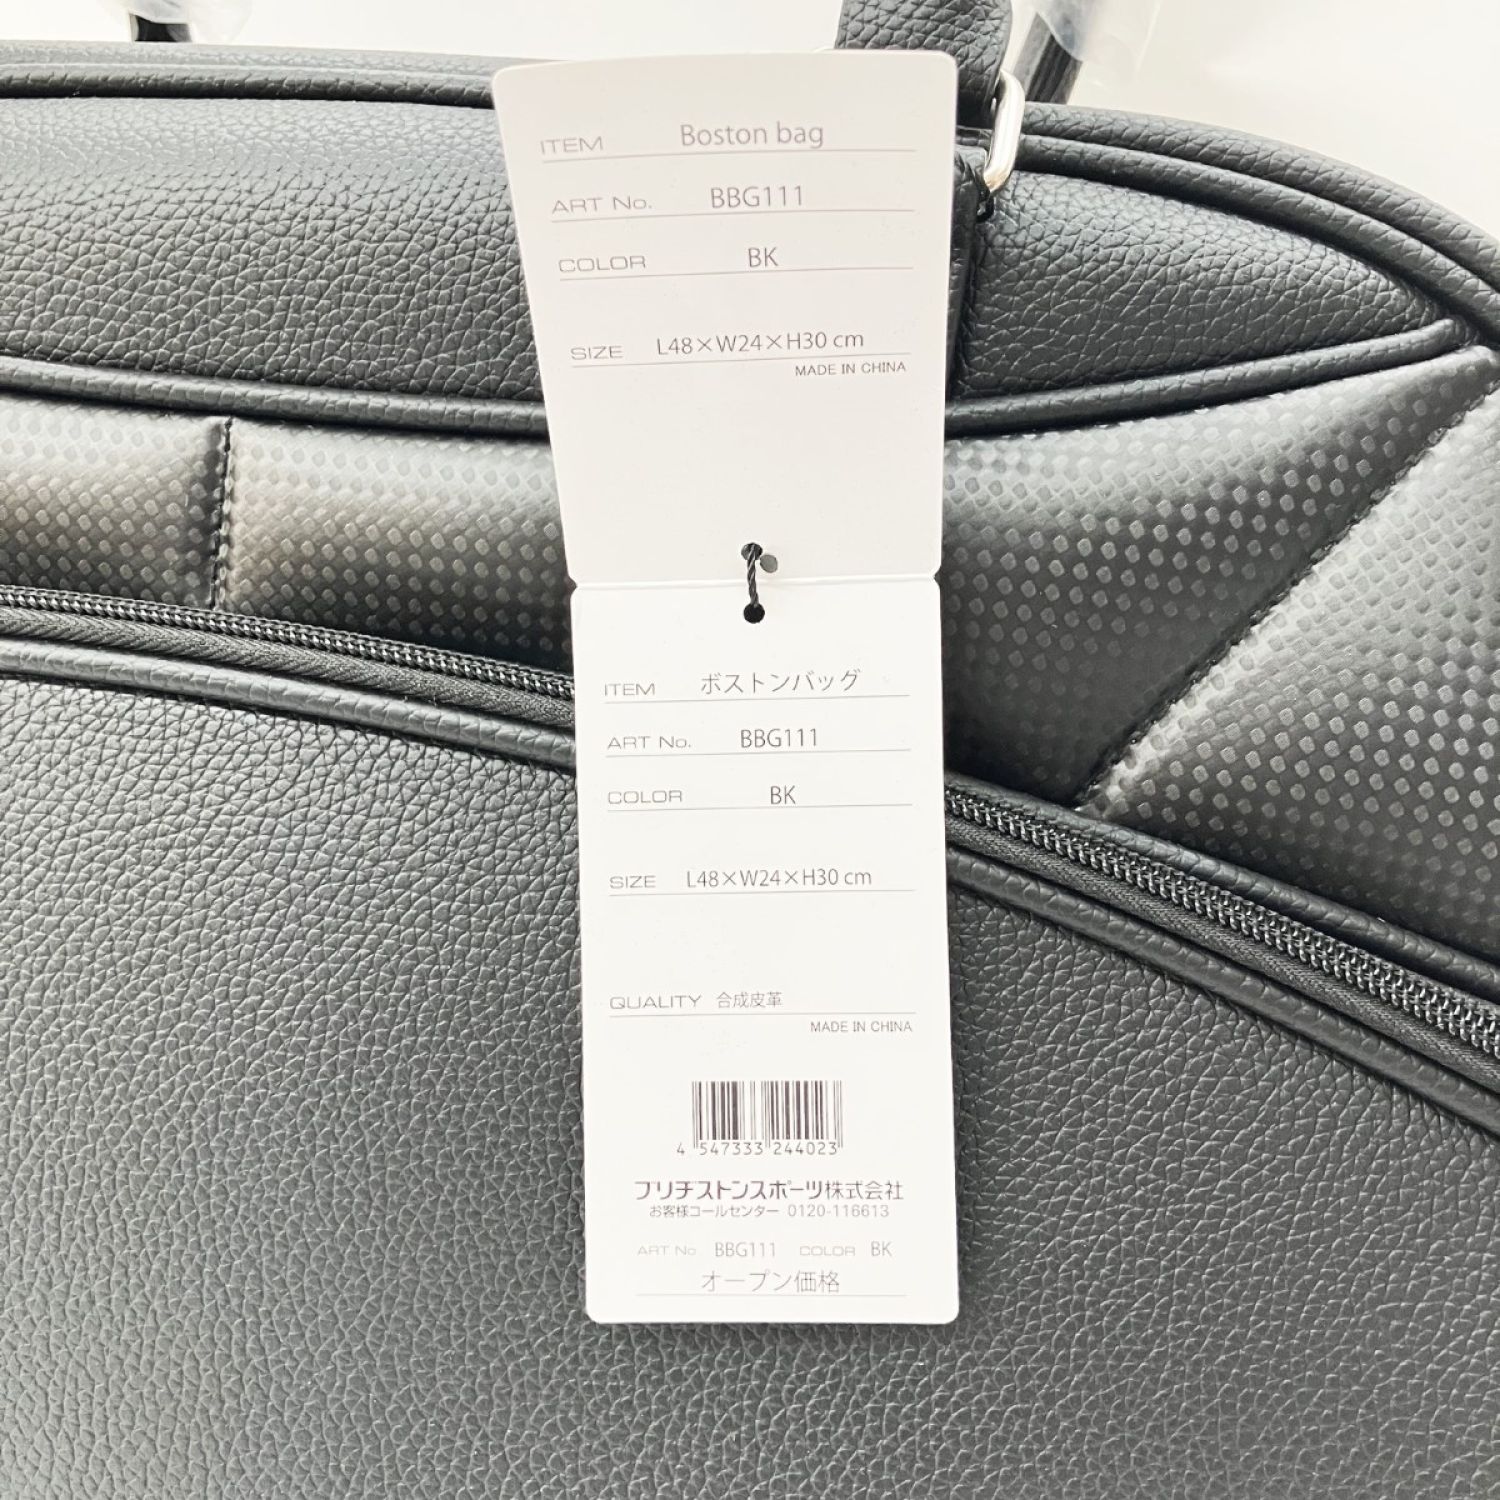 ITEM Boston bag
ART No. BBG111
COLOR BK
SIZE L48×W24×H30 cm
MADE IN CHINA
ITEM ボストンバッグ
ART No. BBG111
COLOR BK
SIZE L48×W24×H30 cm
QUALITY 合成皮革
MADE IN CHINA
4 547333 244023
ブリヂストンスポーツ株式会社
お客様コールセンター 0120-116613
ART No. BBG111 COLOR BK
オープン価格